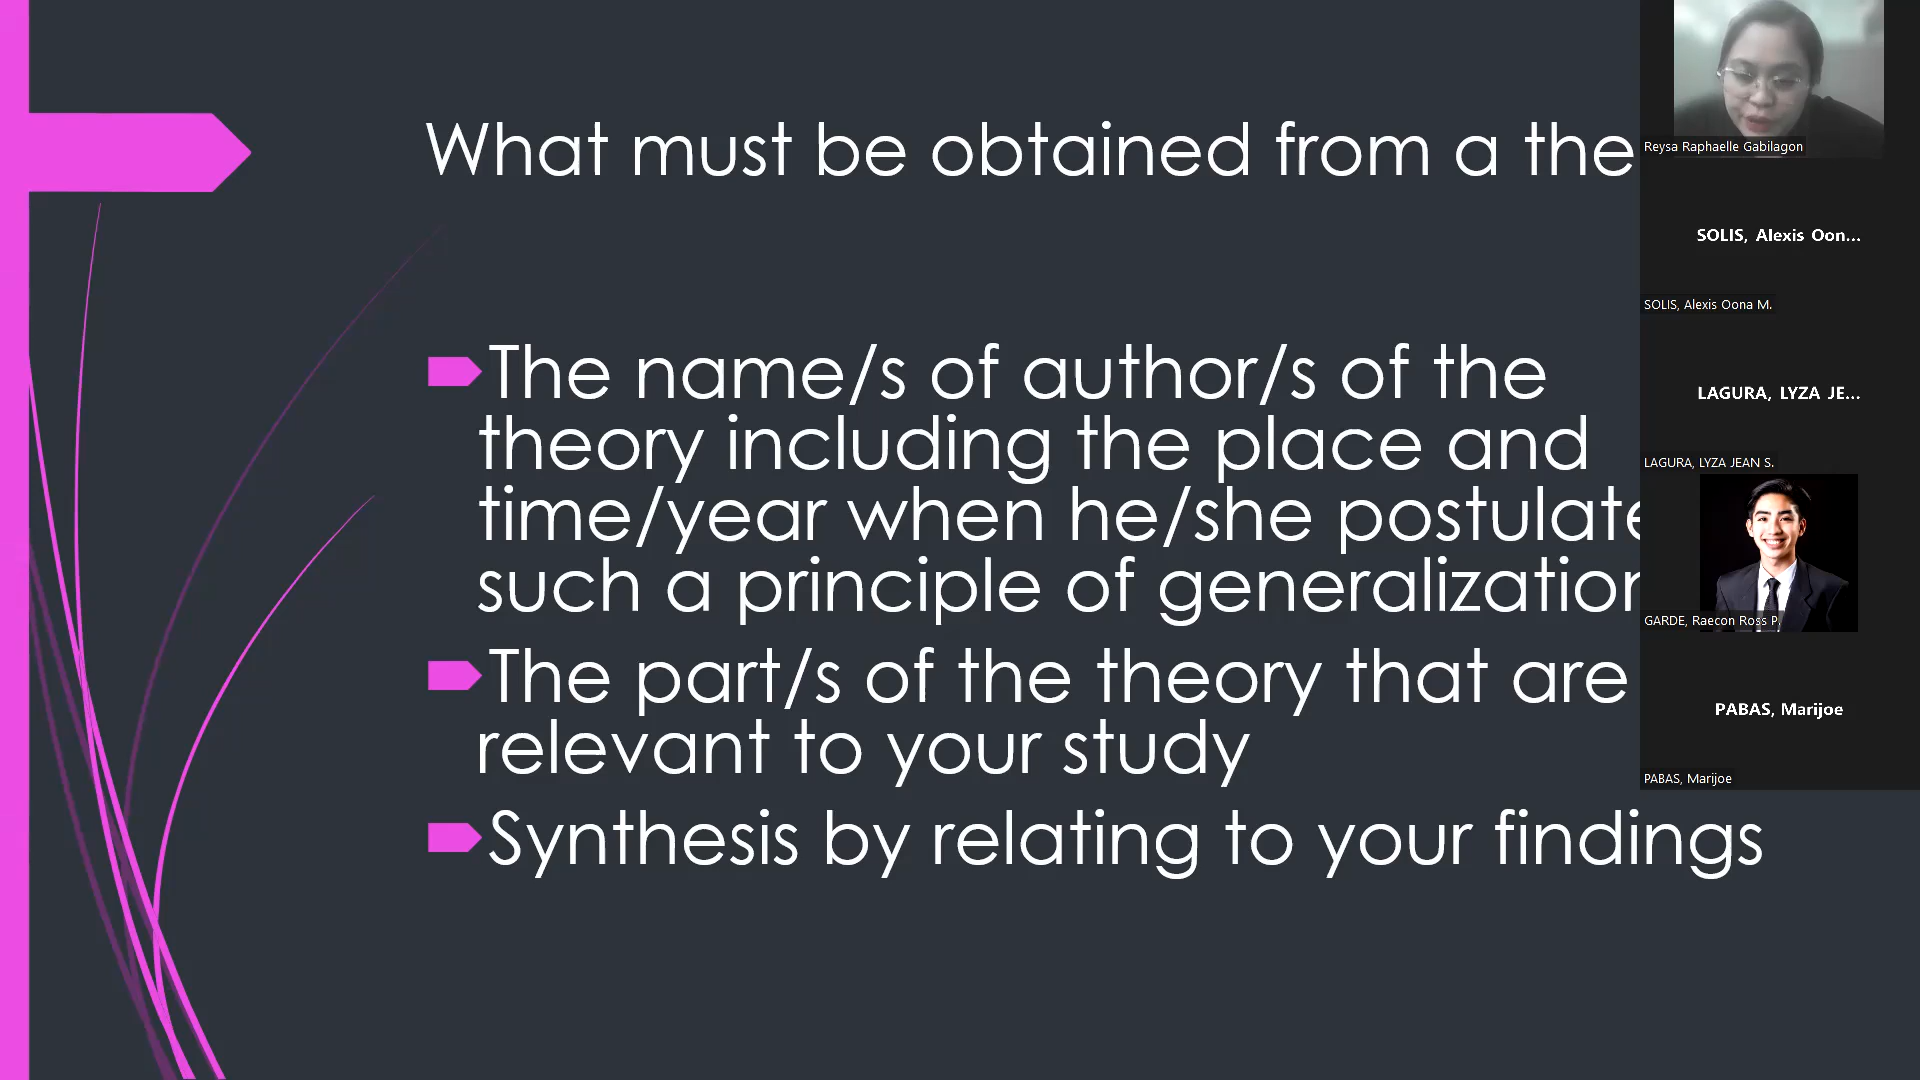 What must be obtained from a the
The name/s of author/s of the
theory including the place and
time/year when he/she postulate
such a principle of generalization
The part/s of the theory that are
relevant to your study
Synthesis by relating to your findings
Reysa Raphaelle Gabilagon
SOLIS, Alexis Oon...
SOLIS, Alexis Oona M.
LAGURA, LYZA JE...
LAGURA, LYZA JEAN S.
GARDE, Raecon Ross P.
PABAS, Marijoe
PABAS, Marijoe